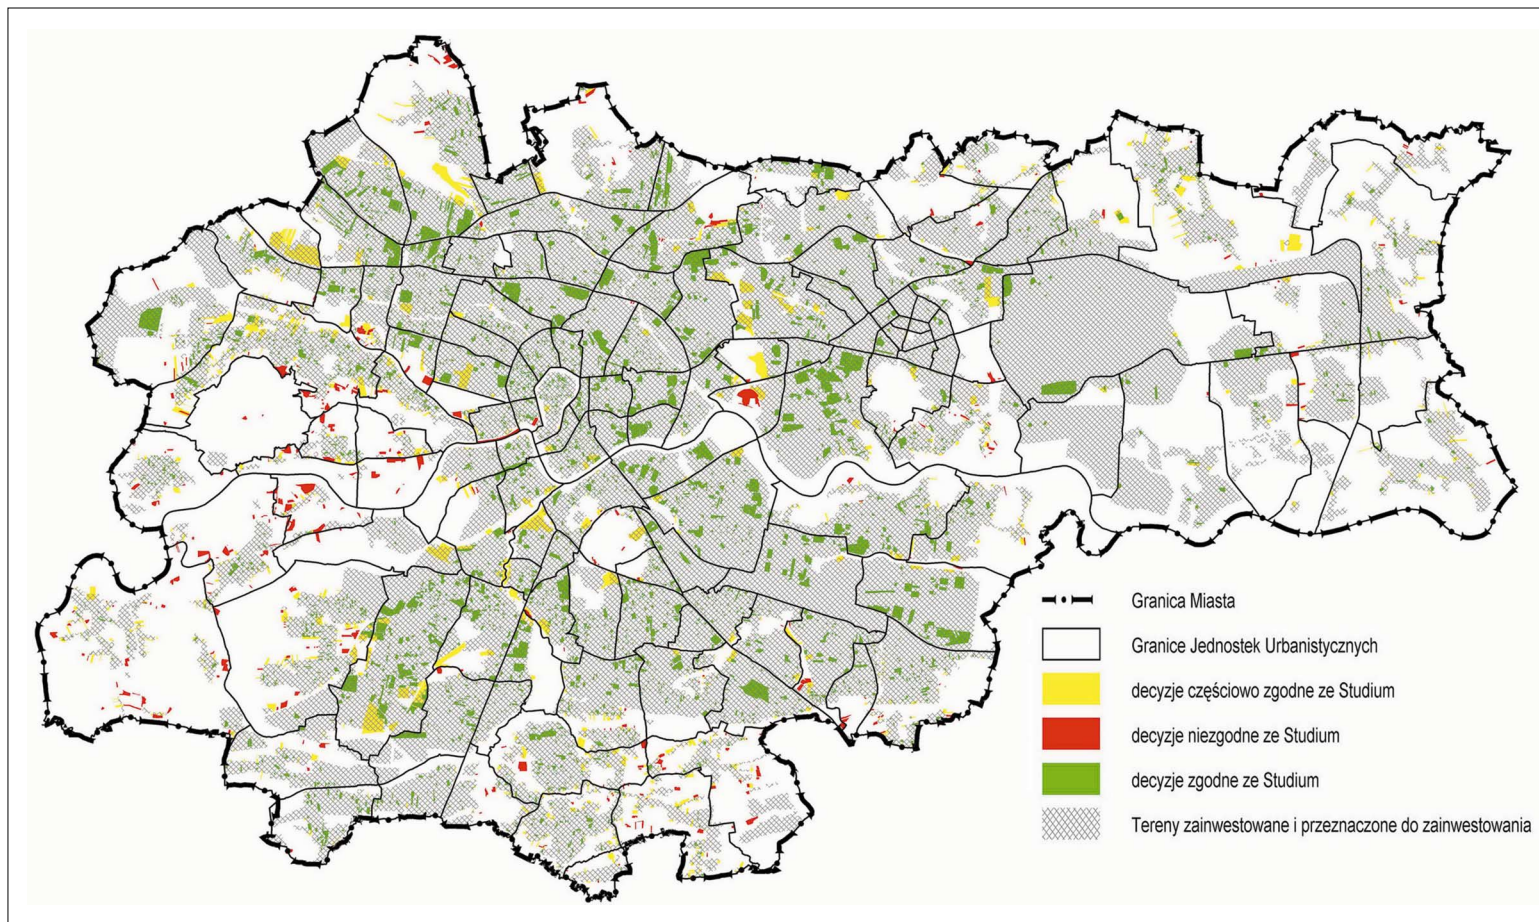 Granica Miasta
Granice Jednostek Urbanistycznych
decyzje częściowo zgodne ze Studium
decyzje niezgodne ze Studium
decyzje zgodne ze Studium
Tereny zainwestowane i przeznaczone do zainwestowania